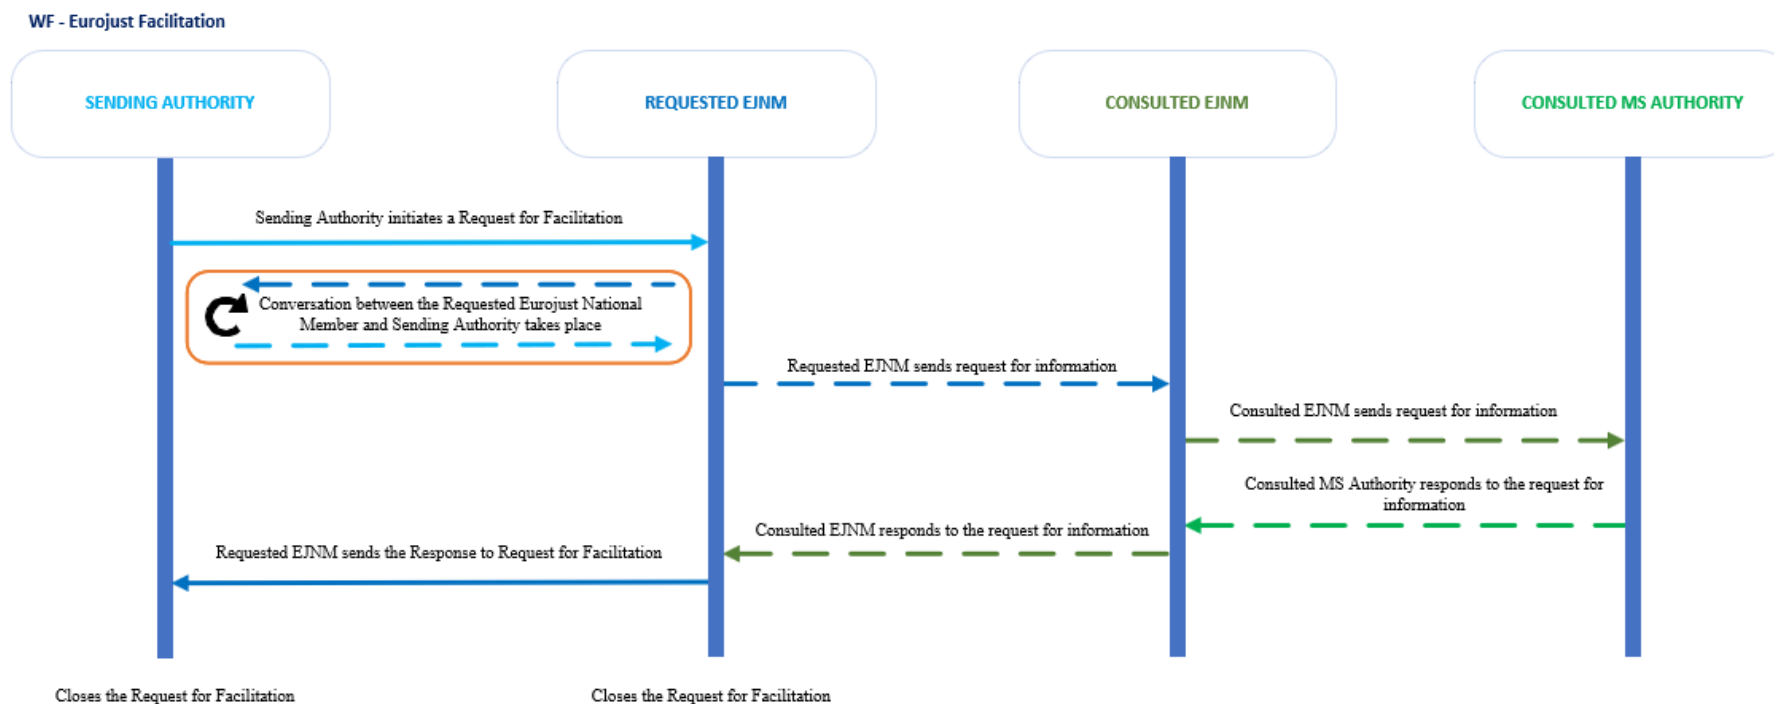 WF - Eurojust Facilitation
SENDING AUTHORITY
REQUESTED EJNM
CONSULTED EJNM
CONSULTED MS AUTHORITY
Sending Authority initiates a Request for Facilitation
Conversation between the Requested Eurojust National
Member and Sending Authority takes place
Requested EJNM sends request for information
Consulted EJNM sends request for information
Consulted MS Authority responds to the request for
information
Consulted EJNM responds to the request for information
Requested EJNM sends the Response to Request for Facilitation
Closes the Request for Facilitation
Closes the Request for Facilitation